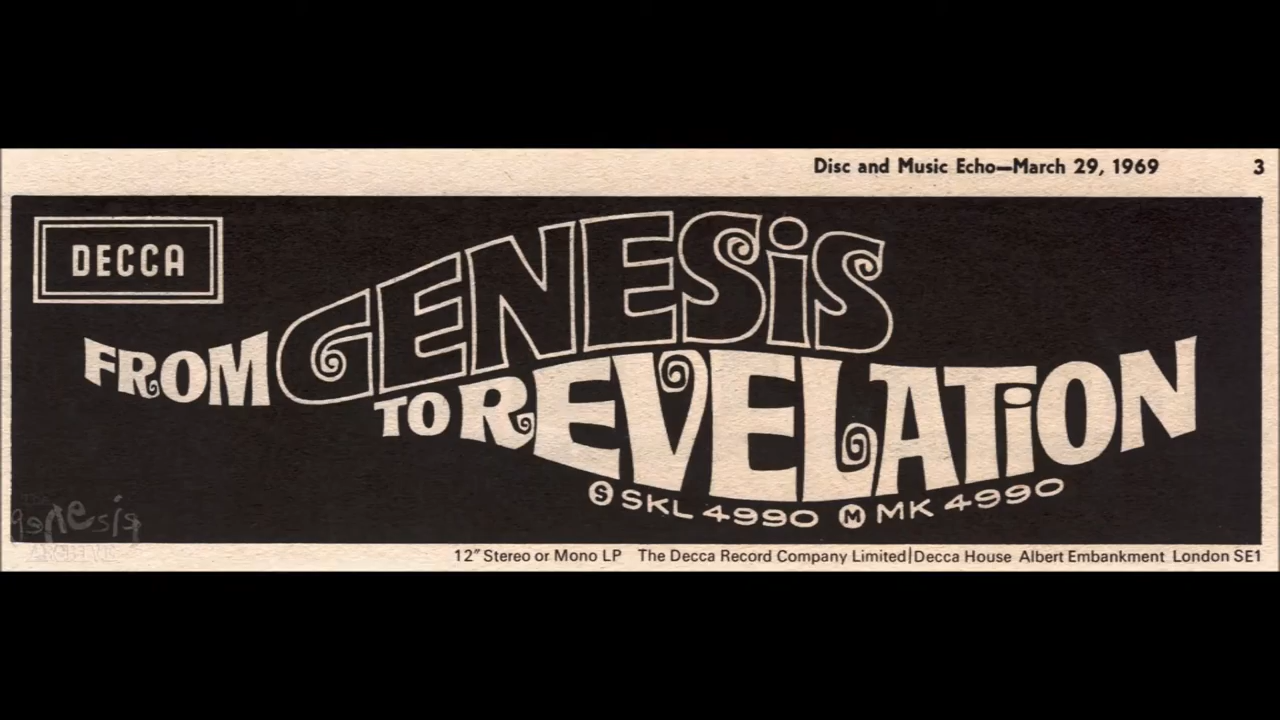 Disc and Music Echo—March 29, 1969 3
DECCA
FROM GENESIS
TO REVELATION
S SKL 4990 M MK 4990
12″ Stereo or Mono LP The Decca Record Company Limited|Decca House Albert Embankment London SE1
genesis